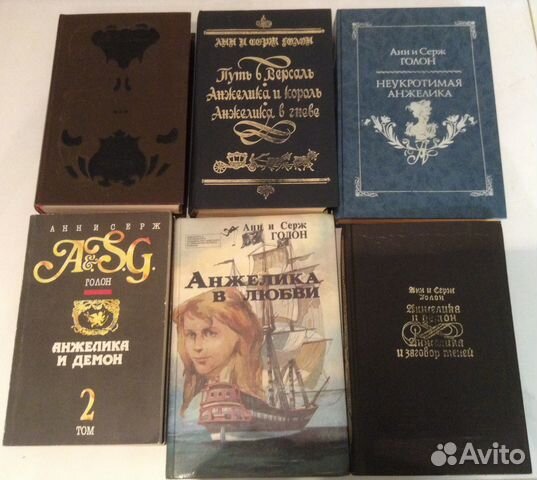 АНН И СЕРЖ ГОЛОН
Путь в Версаль
Анжелика и король
Анжелика в гневе
Анн и Серж
ГОЛОН
НЕУКРОТИМАЯ
АНЖЕЛИКА
АНН И СЕРЖ
A&S.G.
ГОЛОН
АНЖЕЛИКА
И ДЕМОН
2
ТОМ
Анн и Серж
ГОЛОН
АНЖЕЛИКА
В ЛЮБВИ
Анн и Серж
Голон
Анжелика
и демон
Анжелика
и заговор теней
Avito